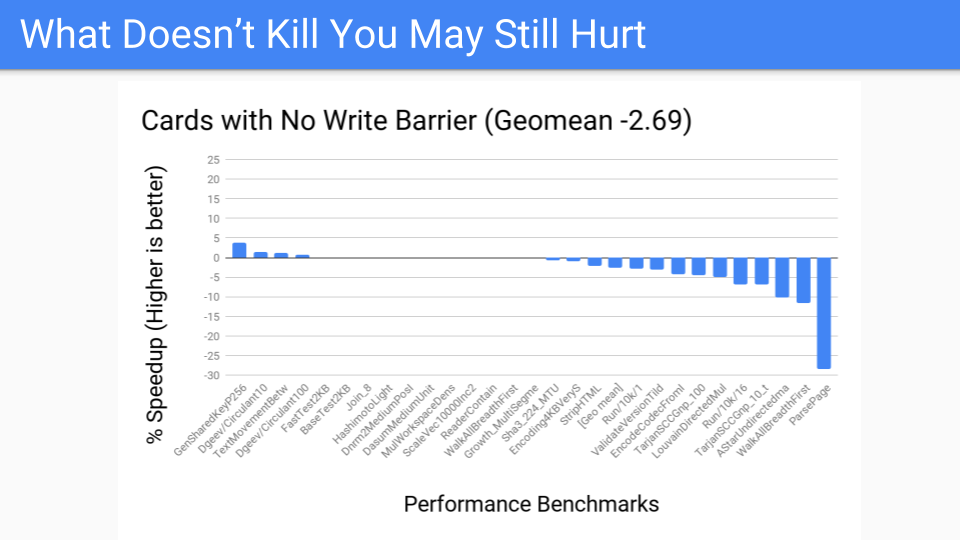 What Doesn’t Kill You May Still Hurt
Cards with No Write Barrier (Geomean -2.69)
% Speedup (Higher is better)
25
20
15
10
5
0
-5
-10
-15
-20
-25
-30
GenSharedKeyP256
Dgeev/Circulant10
TextMovementBetw
Dgeev/Circulant100
FastTest2KB
BaseTest2KB
Join_8
HashimotoLight
Dnrm2MediumPosI
DasumMediumUnit
MulWorkspaceDens
ScaleVec10000Inc2
ReaderContain
WalkAllBreadthFirst
Growth_MultiSegme
Sha3_224_MTU
Encoding4KBVeryS
StripHTML
[Geo mean]
Run/10k/1
ValidateVersionTild
EncodeCodecFromI
TarjanSCCGnp_100
LouvainDirectedMul
Run/10k/16
TarjanSCCGnp_10_t
AStarUndirectedma
WalkAllBreadthFirst
ParsePage
Performance Benchmarks